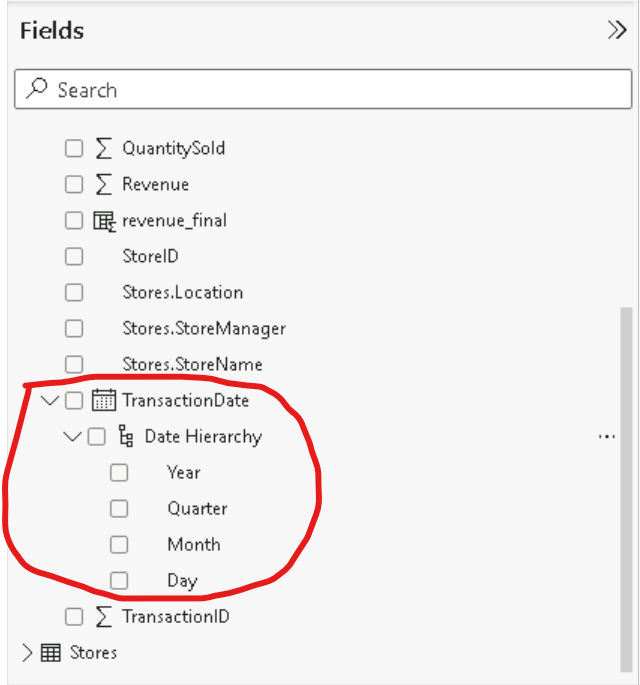 Fields
Search
QuantitySold
Revenue
revenue_final
StoreID
Stores.Location
Stores.StoreManager
Stores.StoreName
TransactionDate
Date Hierarchy
Year
Quarter
Month
Day
TransactionID
Stores